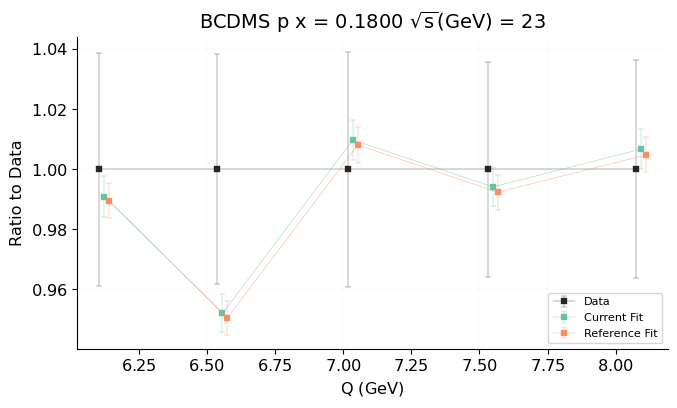 BCDMS p x = 0.1800 √s(GeV) = 23
Ratio to Data
1.04
1.02
1.00
0.98
0.96
6.25 6.50 6.75 7.00 7.25 7.50 7.75 8.00
Q (GeV)
Data
Current Fit
Reference Fit